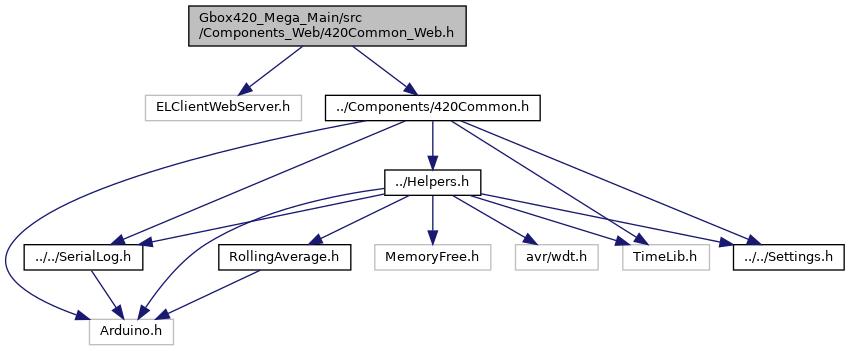 Gbox420_Mega_Main/src
/Components_Web/420Common_Web.h
ELClientWebServer.h
../Components/420Common.h
../Helpers.h
../../SerialLog.h
RollingAverage.h
MemoryFree.h
avr/wdt.h
TimeLib.h
../../Settings.h
Arduino.h